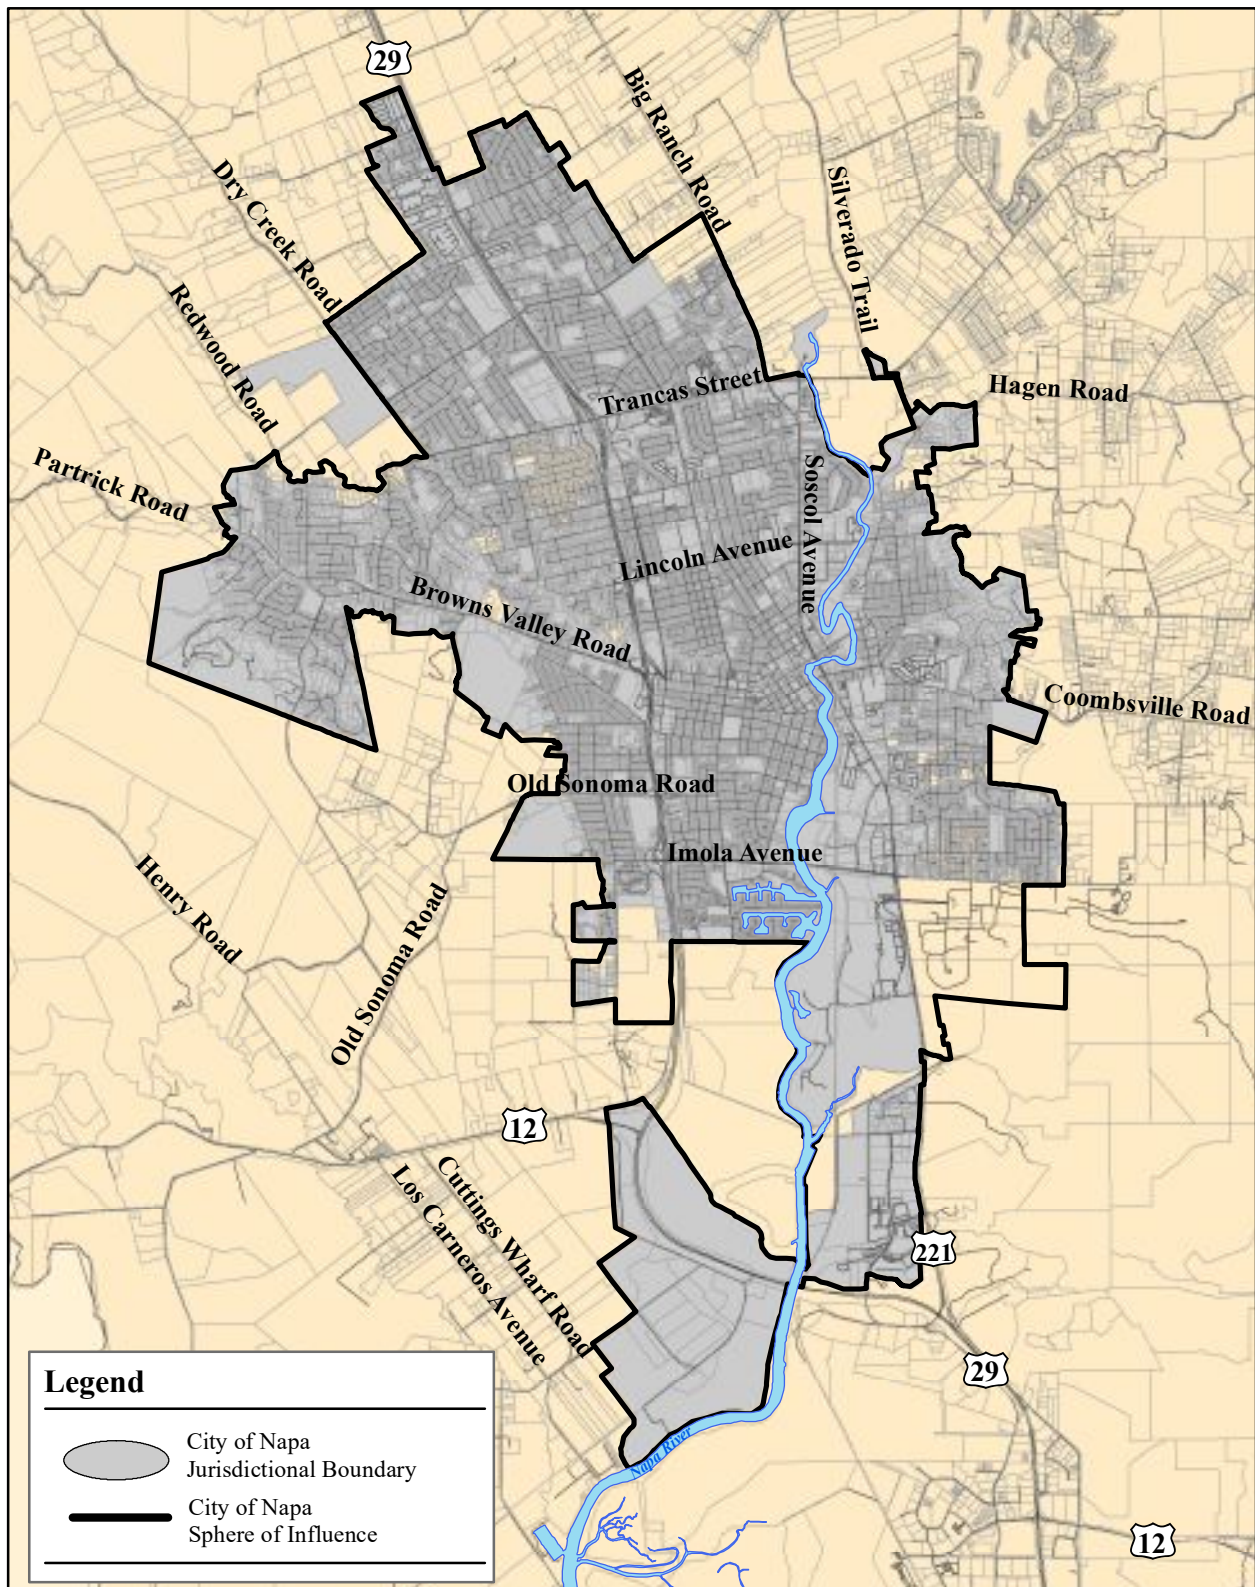 29
Big Ranch Road
Silverado Trail
Dry Creek Road
Redwood Road
Hagen Road
Trancas Street
Partrick Road
Soscol Avenue
Lincoln Avenue
Browns Valley Road
Coombsville Road
Old Sonoma Road
Imola Avenue
Henry Road
Old Sonoma Road
12
Cuttings Wharf Road
Los Carneros Avenue
221
29
Napa River
12
Legend
City of Napa
Jurisdictional Boundary
City of Napa
Sphere of Influence